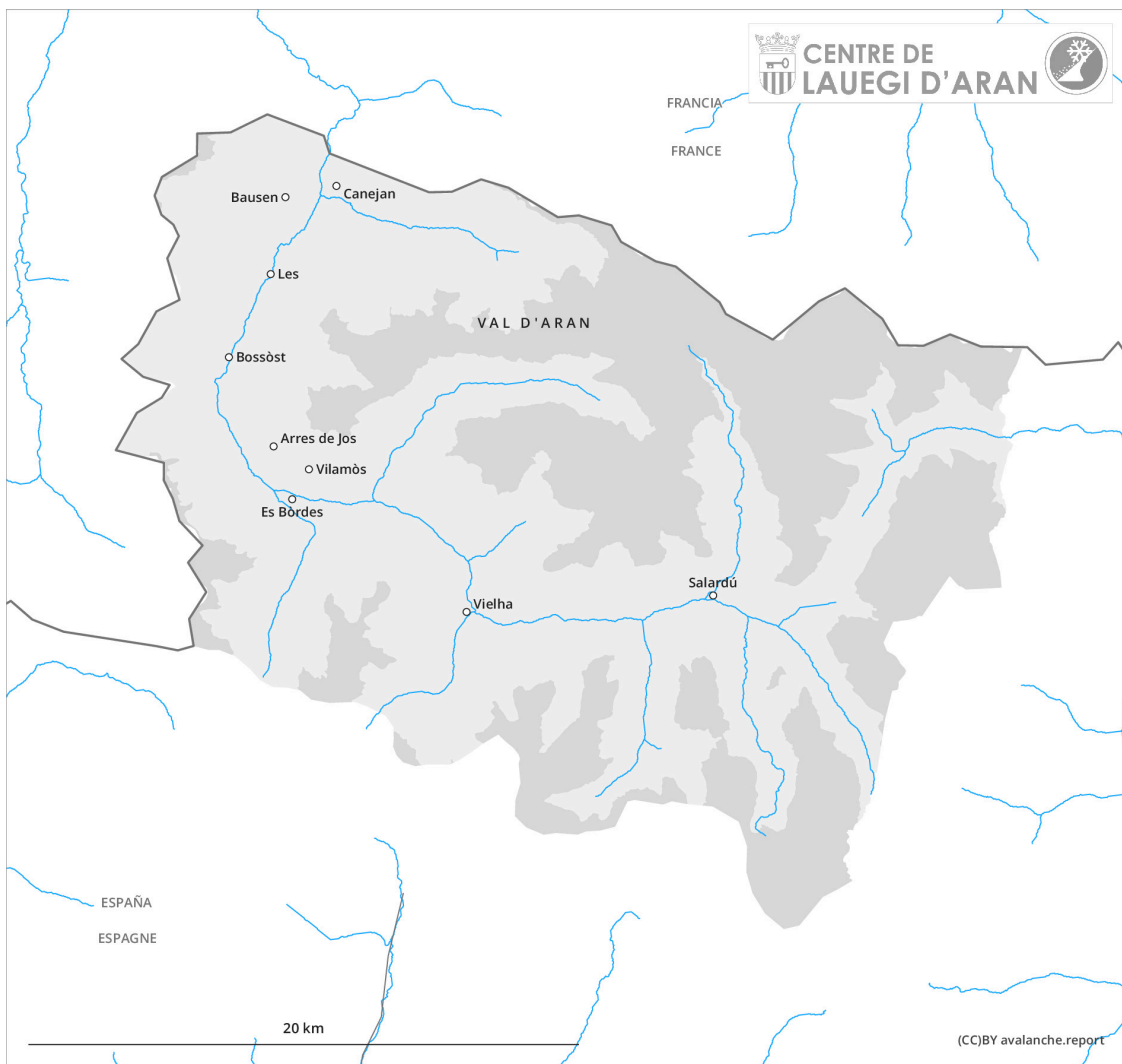 CENTRE DE
LAUEGI D'ARAN
FRANCIA
FRANCE
Bausen
Canejan
Les
VAL D'ARAN
Bossòst
Arres de Jos
Vilamòs
Es Bòrdes
Salardú
Vielha
ESPAÑA
ESPAGNE
20 km
(CC)BY avalanche.report